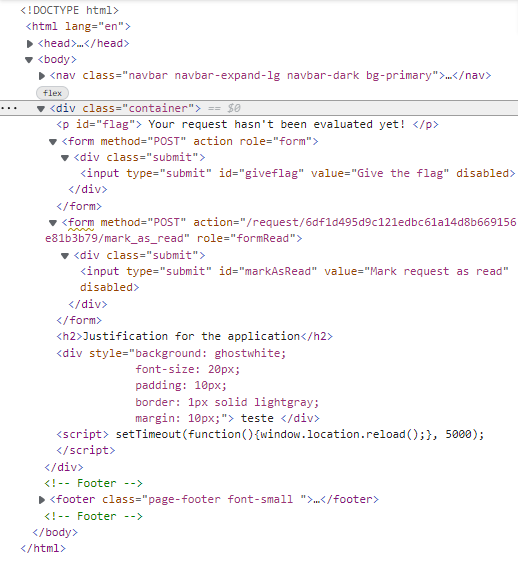 <!DOCTYPE html>
<html lang="en">
<head>…</head>
<body>
<nav class="navbar navbar-expand-lg navbar-dark bg-primary">…</nav>
flex
<div class="container"> == $0
<p id="flag"> Your request hasn't been evaluated yet! </p>
<form method="POST" action role="form">
<div class="submit">
<input type="submit" id="giveflag" value="Give the flag" disabled>
</div>
</form>
<form method="POST" action="/request/6df1d495d9c121edbc61a14d8b669156
e81b3b79/mark_as_read" role="formRead">
<div class="submit">
<input type="submit" id="markAsRead" value="Mark request as read"
disabled>
</div>
</form>
<h2>Justification for the application</h2>
<div style="background: ghostwhite;
font-size: 20px;
padding: 10px;
border: 1px solid lightgray;
margin: 10px;"> teste </div>
<script> setTimeout(function(){window.location.reload();}, 5000);
</script>
</div>
<!-- Footer -->
<footer class="page-footer font-small ">…</footer>
<!-- Footer -->
</body>
</html>